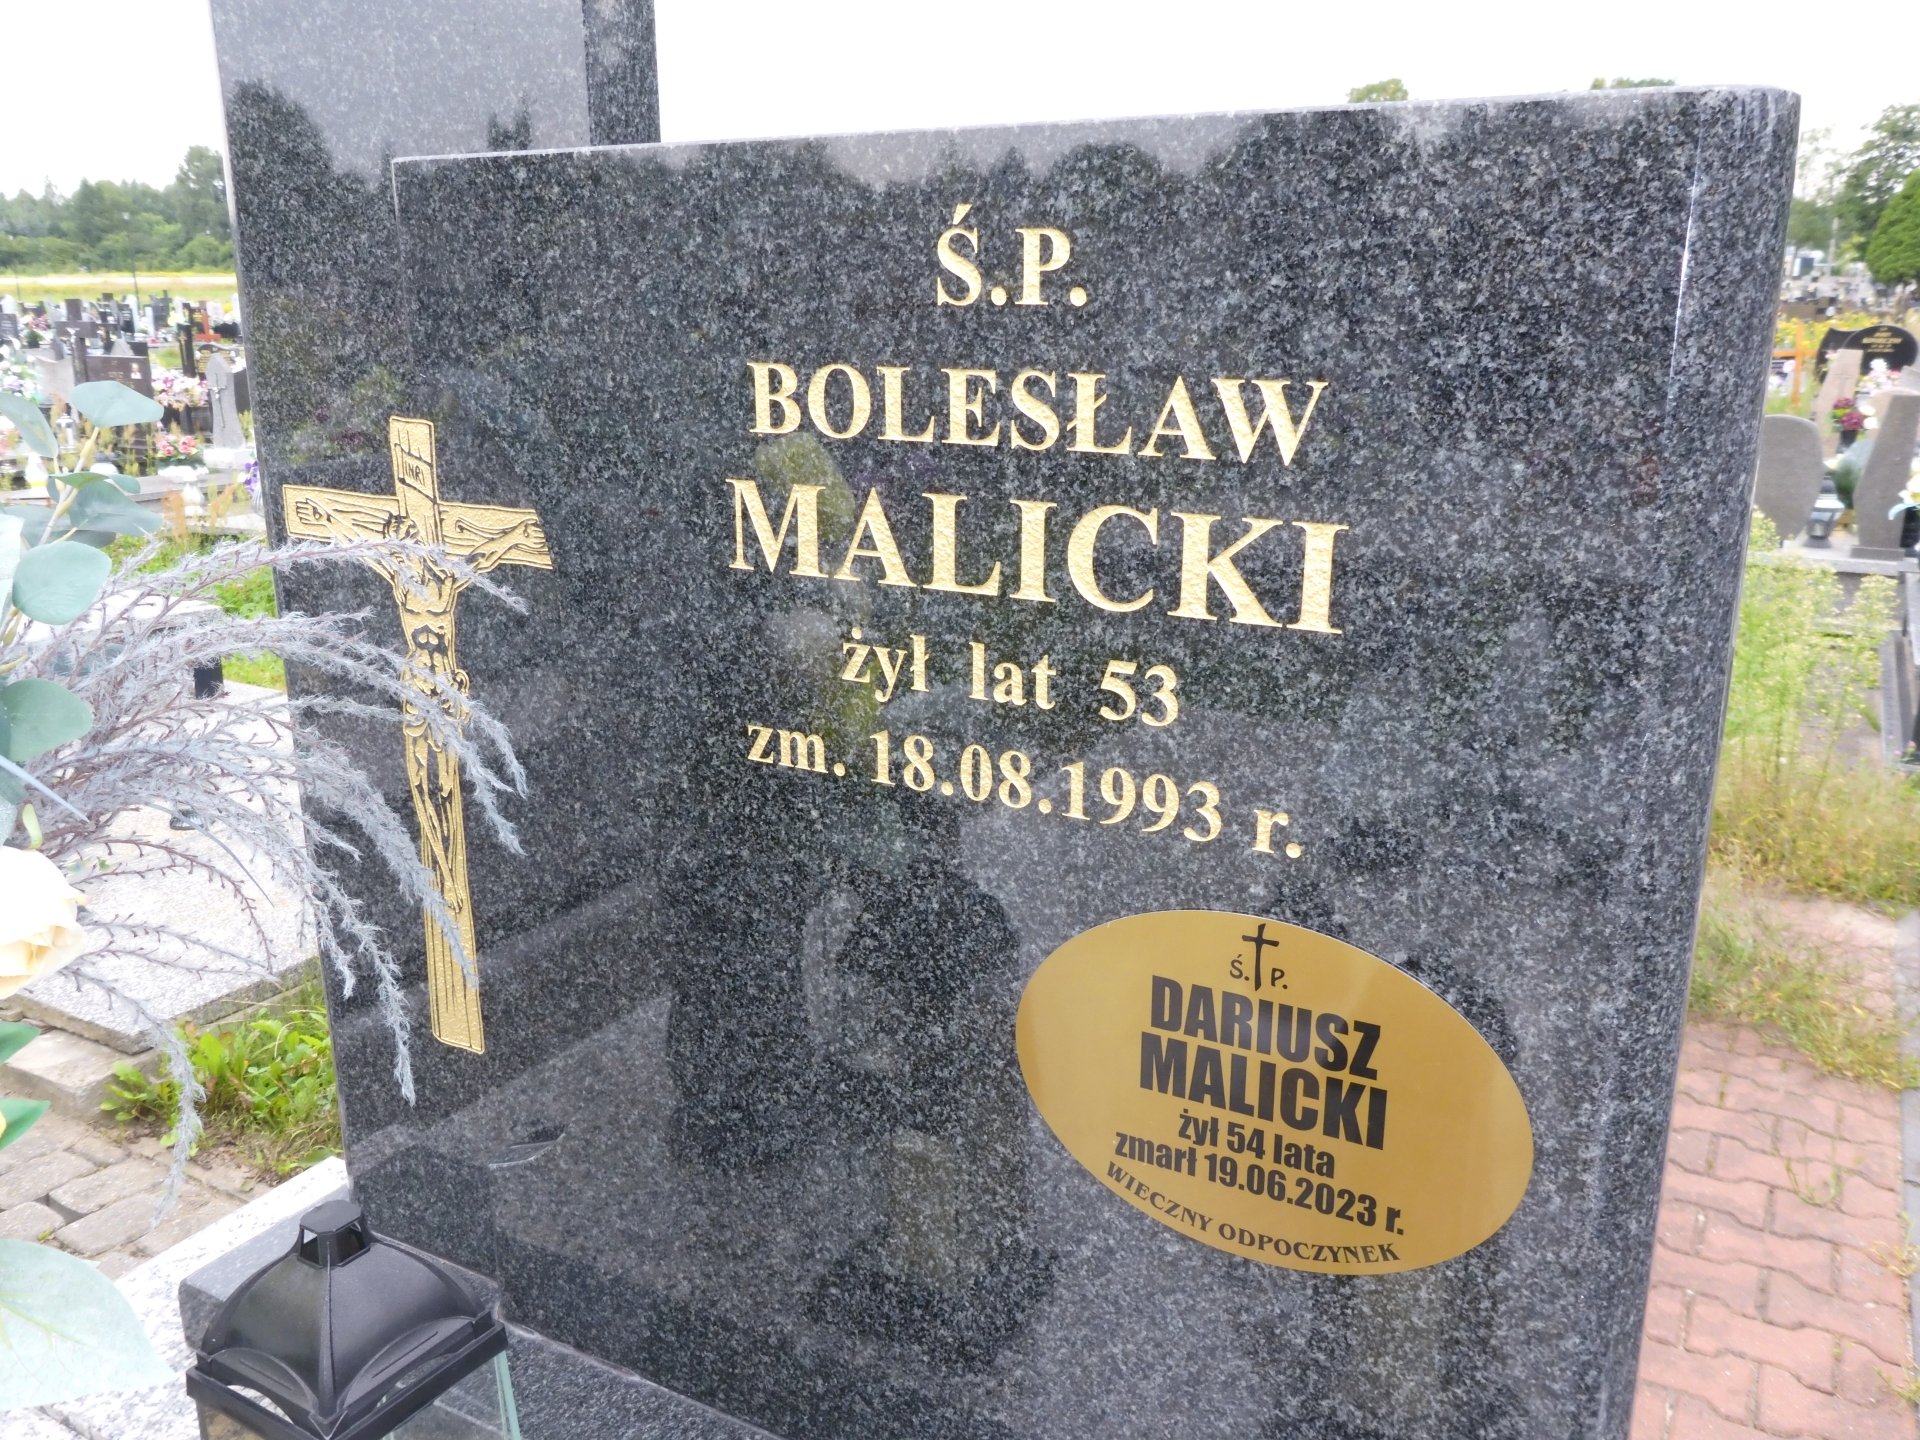 Ś.P.
BOLESŁAW
MALICKI
żył lat 53
zm. 18.08.1993 r.
INRI
Ś. P.
DARIUSZ
MALICKI
żył 54 lata
zmarł 19.06.2023 r.
WIECZNY ODPOCZYNEK